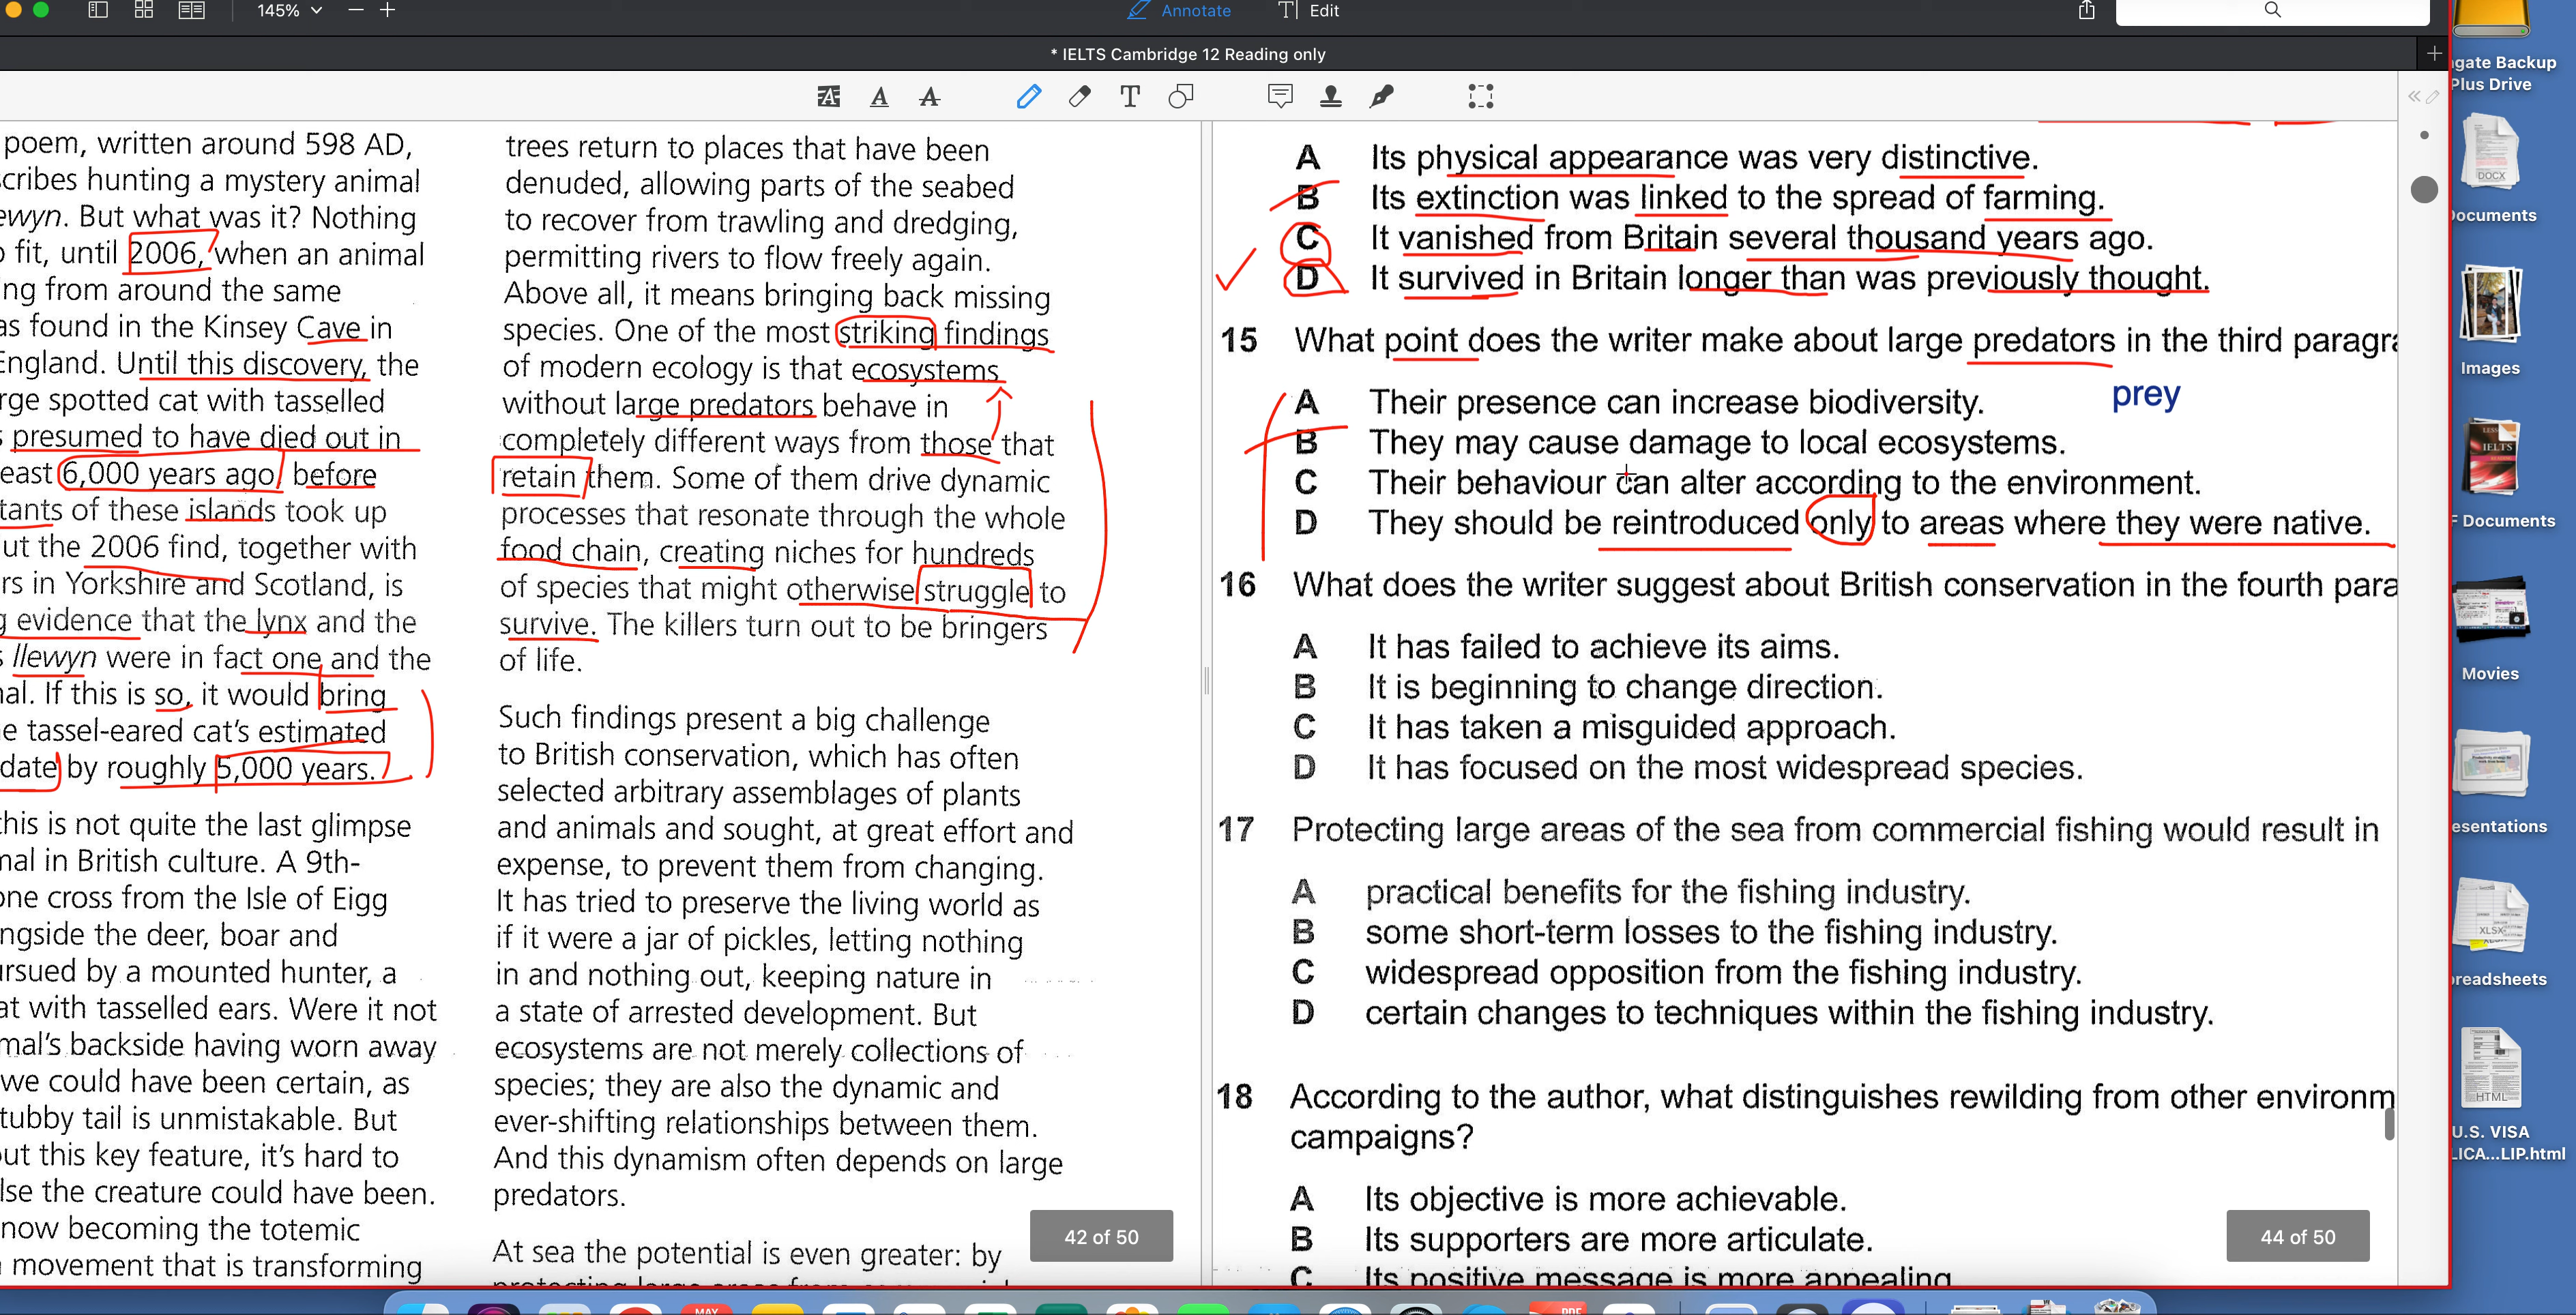 145%
Annotate
Edit
* IELTS Cambridge 12 Reading only
poem, written around 598 AD,
cribes hunting a mystery animal
ewyn. But what was it? Nothing
fit, until 2006, when an animal
ing from around the same
as found in the Kinsey Cave in
England. Until this discovery, the
rge spotted cat with tasselled
presumed to have died out in
east 6,000 years ago, before
tants of these islands took up
ut the 2006 find, together with
rs in Yorkshire and Scotland, is
g evidence that the lynx and the
llewyn were in fact one and the
nal. If this is so, it would bring
e tassel-eared cat's estimated
date by roughly 5,000 years.
this is not quite the last glimpse
mal in British culture. A 9th-
one cross from the Isle of Eigg
ngside the deer, boar and
ursued by a mounted hunter, a
at with tasselled ears. Were it not
mal's backside having worn away
we could have been certain, as
tubby tail is unmistakable. But
out this key feature, it's hard to
lse the creature could have been.
now becoming the totemic
movement that is transforming
trees return to places that have been
denuded, allowing parts of the seabed
to recover from trawling and dredging,
permitting rivers to flow freely again.
Above all, it means bringing back missing
species. One of the most striking findings
of modern ecology is that ecosystems
without large predators behave in
completely different ways from those that
retain them. Some of them drive dynamic
processes that resonate through the whole
food chain, creating niches for hundreds
of species that might otherwise struggle to
survive. The killers turn out to be bringers
of life.
Such findings present a big challenge
to British conservation, which has often
selected arbitrary assemblages of plants
and animals and sought, at great effort and
expense, to prevent them from changing.
It has tried to preserve the living world as
if it were a jar of pickles, letting nothing
in and nothing out, keeping nature in
a state of arrested development. But
ecosystems are not merely collections of
species; they are also the dynamic and
ever-shifting relationships between them.
And this dynamism often depends on large
predators.
At sea the potential is even greater: by
42 of 50
A Its physical appearance was very distinctive.
B Its extinction was linked to the spread of farming.
C It vanished from Britain several thousand years ago.
D It survived in Britain longer than was previously thought.
15 What point does the writer make about large predators in the third paragra
A Their presence can increase biodiversity.
prey
B They may cause damage to local ecosystems.
C Their behaviour can alter according to the environment.
D They should be reintroduced only to areas where they were native.
16 What does the writer suggest about British conservation in the fourth para
A It has failed to achieve its aims.
B It is beginning to change direction.
C It has taken a misguided approach.
D It has focused on the most widespread species.
17 Protecting large areas of the sea from commercial fishing would result in
A practical benefits for the fishing industry.
B some short-term losses to the fishing industry.
C widespread opposition from the fishing industry.
D certain changes to techniques within the fishing industry.
18 According to the author, what distinguishes rewilding from other environm
campaigns?
A Its objective is more achievable.
B Its supporters are more articulate.
C Its positive message is more appealing
44 of 50
gate Backup
Plus Drive
DOCX
Documents
Images
IELTS
F Documents
Movies
esentations
XLSX
preadsheets
HTML
U.S. VISA
LICA...LIP.html
MAY
PDF